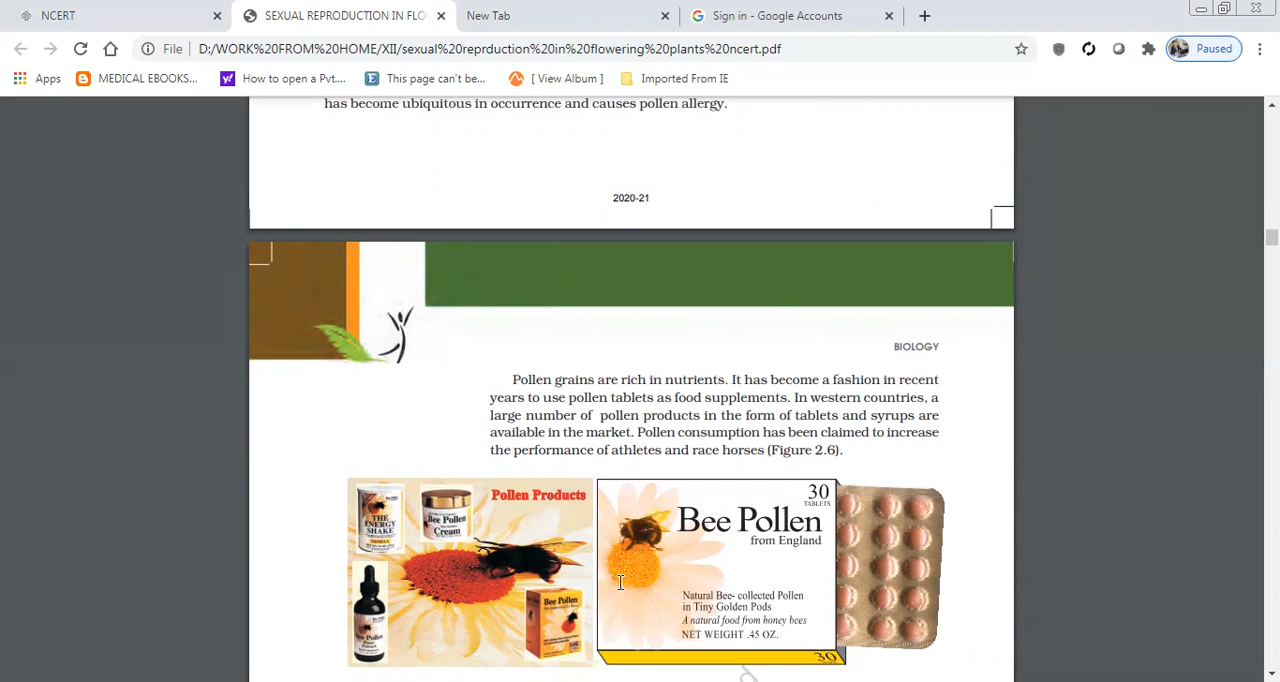 NCERT
SEXUAL REPRODUCTION IN FLO
New Tab
Sign in - Google Accounts
File
D:/WORK%20FROM%20HOME/XII/sexual%20reprduction%20in%20flowering%20plants%20ncert.pdf
Paused
Apps
MEDICAL EBOOKS...
How to open a Pvt....
This page can't be...
[ View Album ]
Imported From IE
has become ubiquitous in occurrence and causes pollen allergy.
2020-21
BIOLOGY
Pollen grains are rich in nutrients. It has become a fashion in recent
years to use pollen tablets as food supplements. In western countries, a
large number of pollen products in the form of tablets and syrups are
available in the market. Pollen consumption has been claimed to increase
the performance of athletes and race horses (Figure 2.6).
Pollen Products
THE
ENERGY
SHAKE
Bee Pollen
Cream
Bee Pollen
Bee Pollen
30
TABLETS
Bee Pollen
from England
Natural Bee- collected Pollen
in Tiny Golden Pods
A natural food from honey bees
NET WEIGHT .45 OZ.
30
d